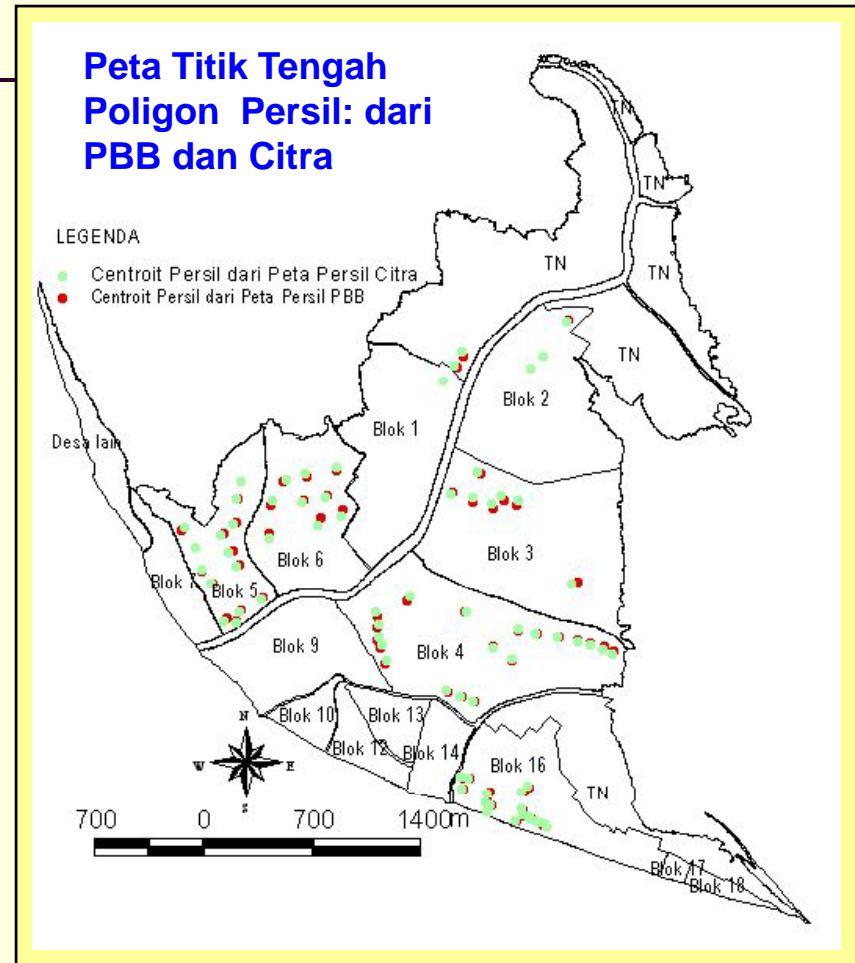 Peta Titik Tengah
Poligon Persil: dari
PBB dan Citra
LEGENDA
Centroit Persil dari Peta Persil Citra
Centroit Persil dari Peta Persil PBB
TN
TN
TN
TN
TN
Blok 2
Blok 1
Desa lain
Blok 3
Blok 6
Blok 7
Blok 5
Blok 9
Blok 4
Blok 10
Blok 13
Blok 12
Blok 14
Blok 16
TN
Blok 17
Blok 18
N
W
E
S
700
0
700
1400m